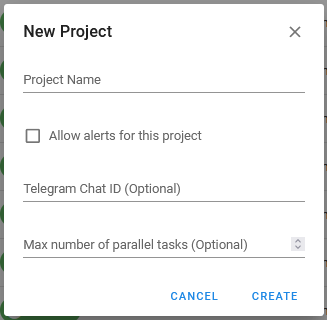 New Project
Project Name
Allow alerts for this project
Telegram Chat ID (Optional)
Max number of parallel tasks (Optional)
CANCEL CREATE